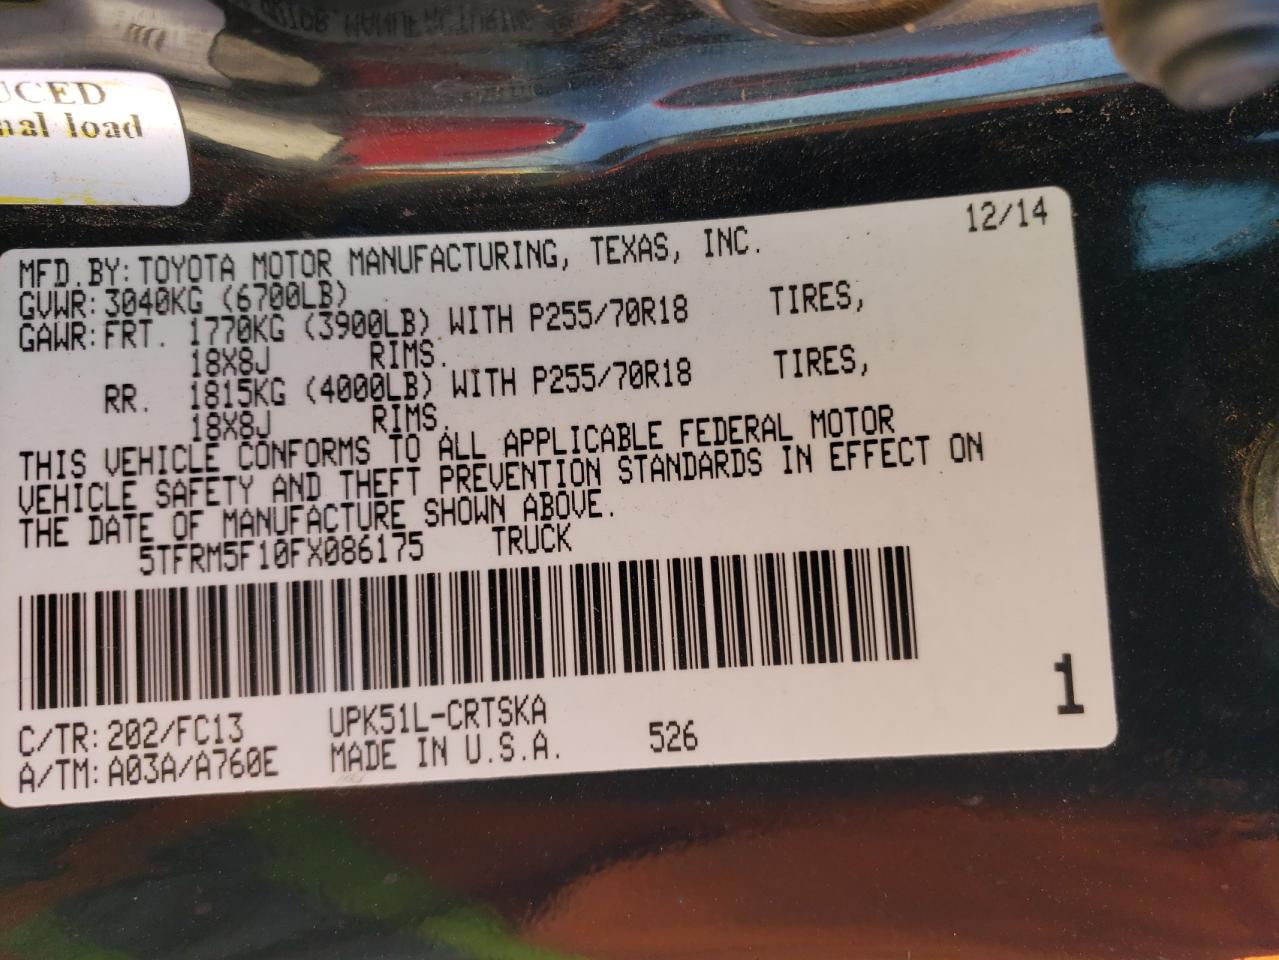 UCED
nal load
12/14
MFD.BY: TOYOTA MOTOR MANUFACTURING, TEXAS, INC.
GVWR: 3040KG (6700LB)
GAWR: FRT. 1770KG (3900LB) WITH P255/70R18 TIRES,
18X8J RIMS.
RR. 1815KG (4000LB) WITH P255/70R18 TIRES,
18X8J RIMS.
THIS VEHICLE CONFORMS TO ALL APPLICABLE FEDERAL MOTOR
VEHICLE SAFETY AND THEFT PREVENTION STANDARDS IN EFFECT ON
THE DATE OF MANUFACTURE SHOWN ABOVE.
5TFRM5F10FX086175 TRUCK
C/TR: 202/FC13 UPK51L-CRTSKA
A/TM: A03A/A760E MADE IN U.S.A. 526
1